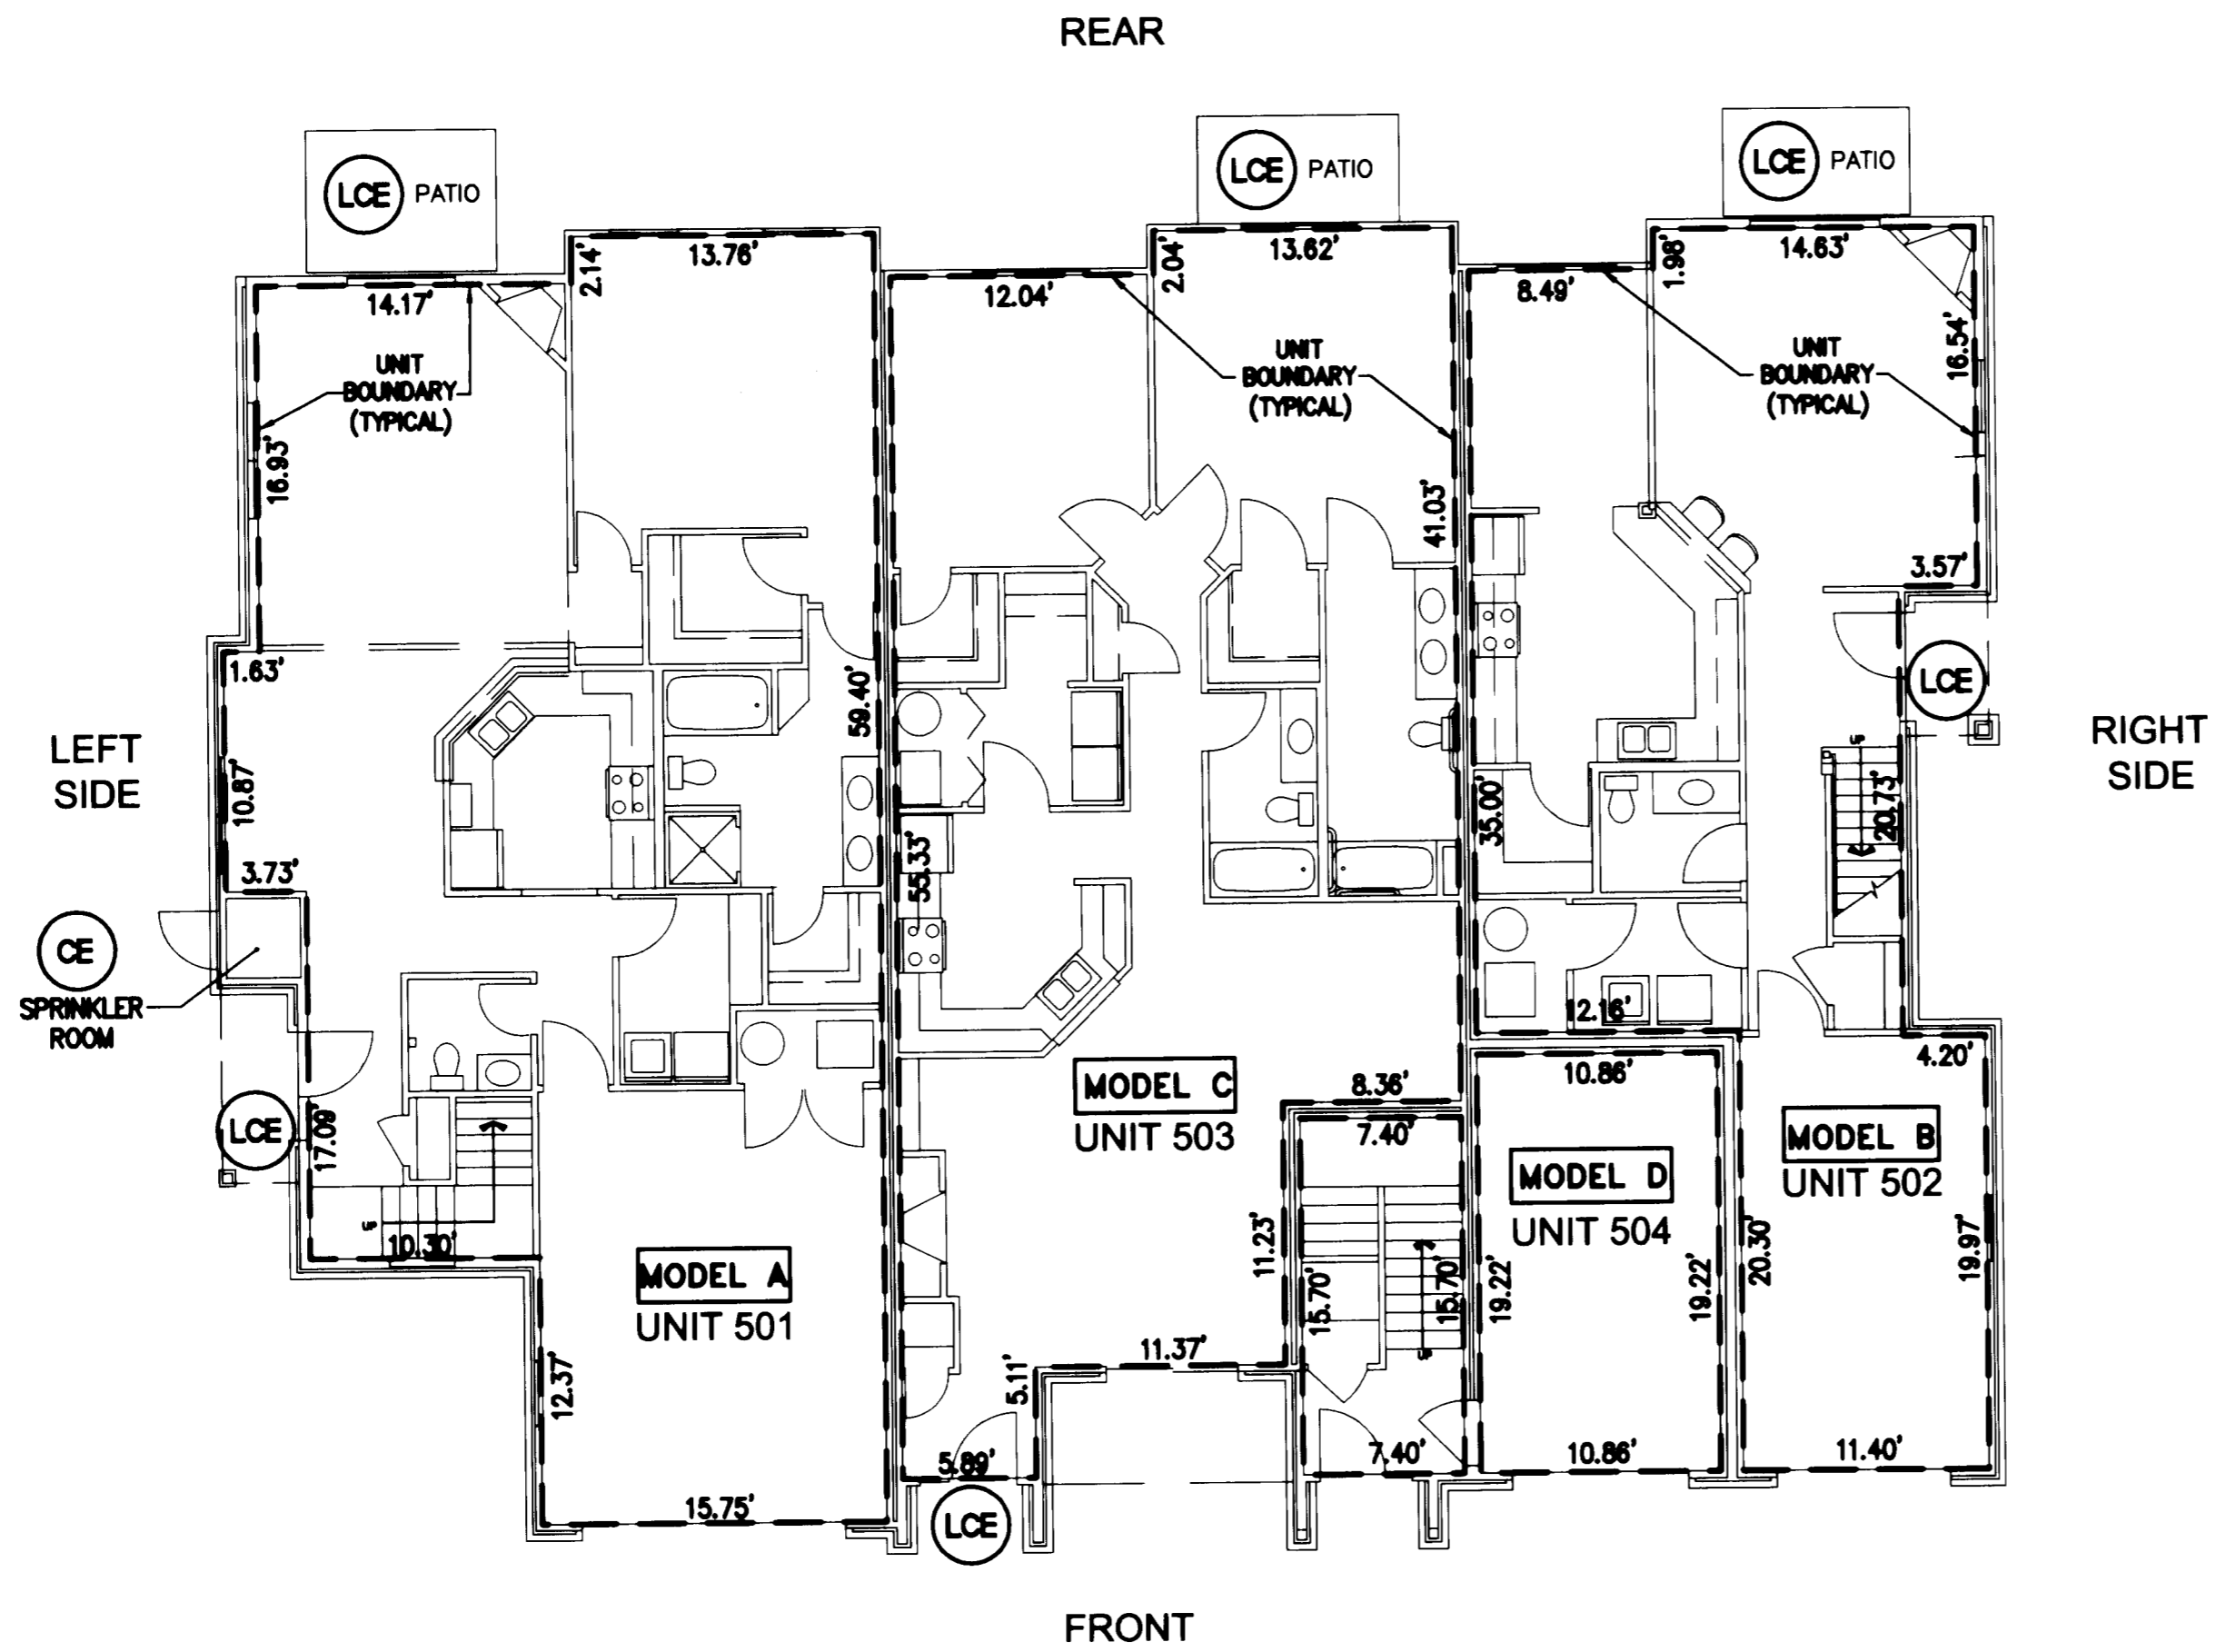 REAR
LCE PATIO
LCE PATIO
LCE PATIO
2.14'
13.76'
2.04'
13.62'
1.98'
14.63'
14.17'
12.04'
8.49'
UNIT
BOUNDARY
(TYPICAL)
UNIT
BOUNDARY
(TYPICAL)
UNIT
BOUNDARY
(TYPICAL)
16.54'
16.93'
41.03'
3.57'
1.63'
LCE
59.40'
LEFT
SIDE
RIGHT
SIDE
UP
10.87'
35.00'
20.73'
55.33'
3.73'
CE
SPRINKLER
ROOM
12.16'
4.20'
10.86'
MODEL C
UNIT 503
8.36'
7.40'
LCE
17.09'
MODEL B
UNIT 502
MODEL D
UNIT 504
UP
10.30'
11.23'
15.70'
15.70'
19.22'
19.22'
20.30'
19.97'
MODEL A
UNIT 501
UP
11.37'
12.37'
5.11'
5.89'
7.40'
10.86'
11.40'
15.75'
LCE
FRONT